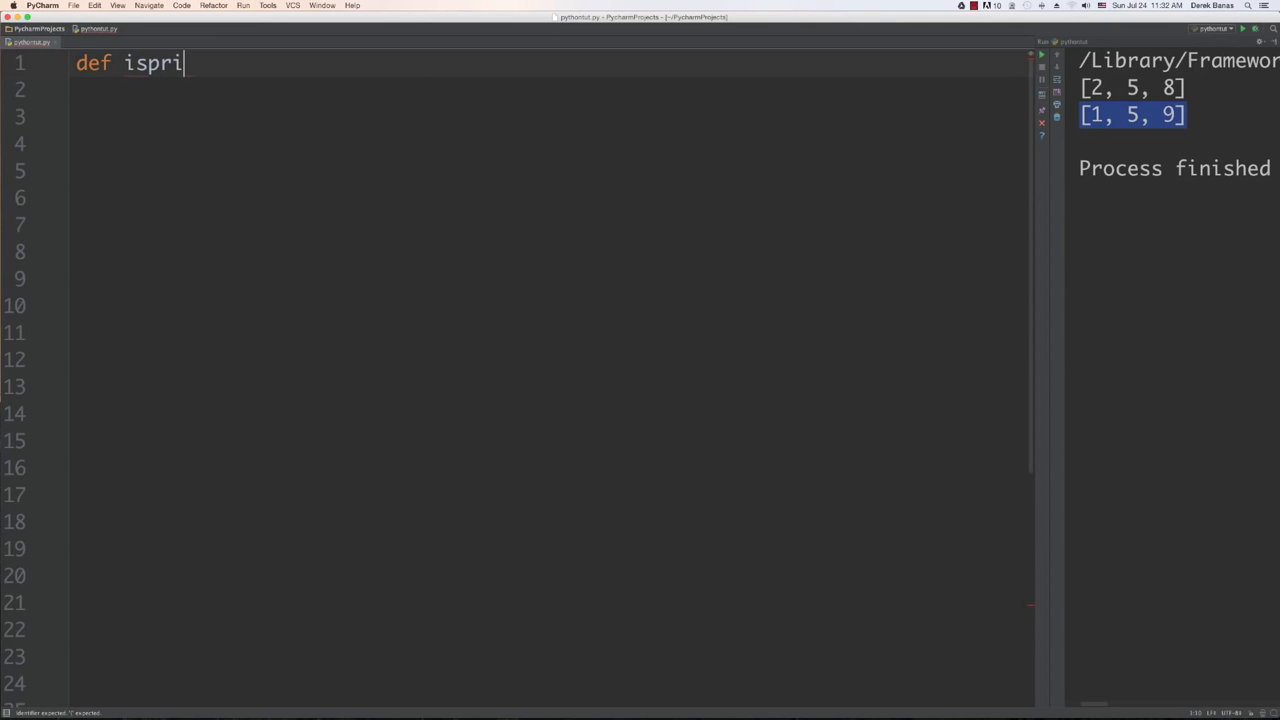 PyCharm File Edit View Navigate Code Refactor Run Tools VCS Window Help 10 Sun Jul 24 11:32 AM Derek Banas
pythontut.py - PycharmProjects - [~/PycharmProjects]
PycharmProjects pythontut.py pythontut
pythontut.py Run pythontut
1 def ispri
2
3
4
5
6
7
8
9
10
11
12
13
14
15
16
17
18
19
20
21
22
23
24
/Library/Framewor
[2, 5, 8]
[1, 5, 9]
Process finished
Identifier expected. '(' expected. 1:10 LF÷ UTF-8÷